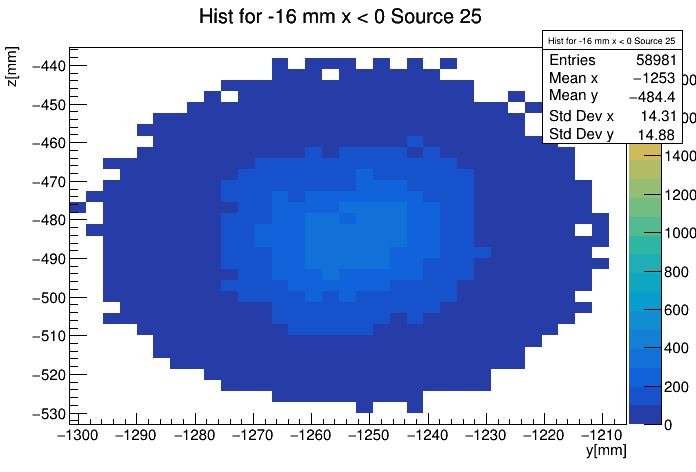 Hist for -16 mm x < 0 Source 25
Hist for -16 mm x < 0 Source 25
Entries 58981
Mean x −1253
Mean y −484.4
Std Dev x 14.31
Std Dev y 14.88
z[mm]
−440
−450
−460
−470
−480
−490
−500
−510
−520
−530
−1300 −1290 −1280 −1270 −1260 −1250 −1240 −1230 −1220 −1210
y[mm]
1400
1200
1000
800
600
400
200
0